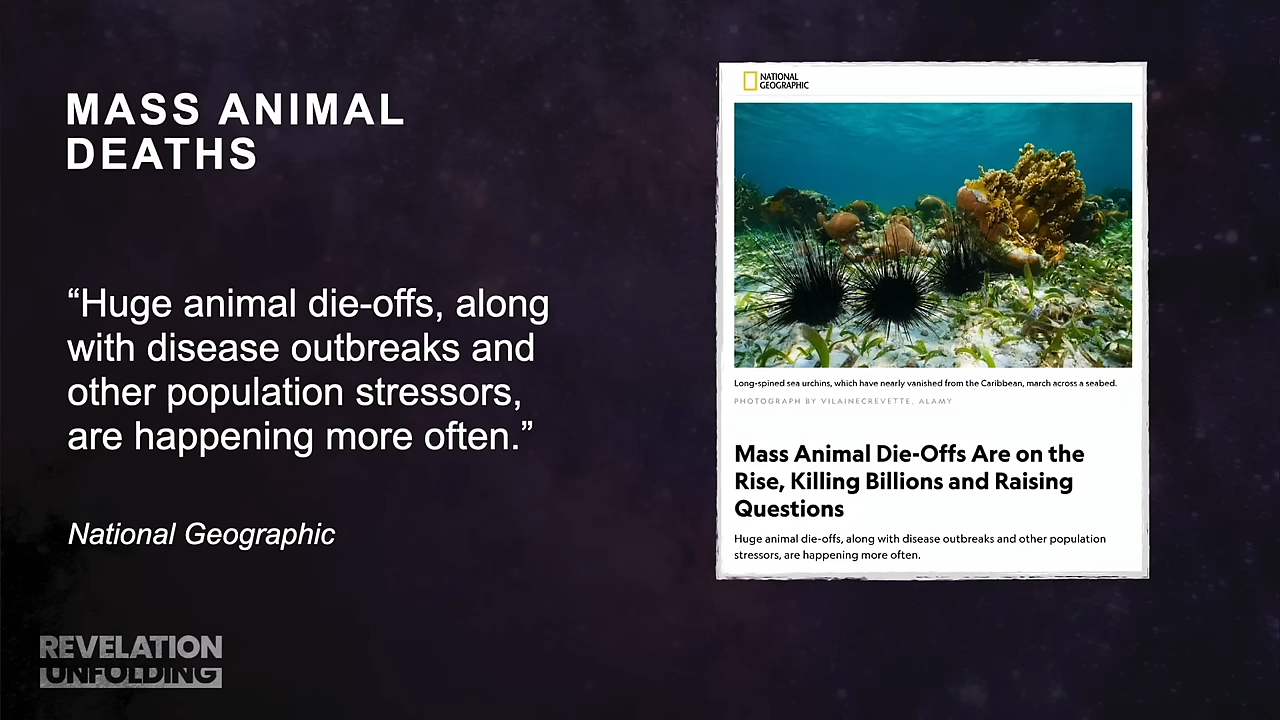 MASS ANIMAL
DEATHS
“Huge animal die-offs, along
with disease outbreaks and
other population stressors,
are happening more often.”
National Geographic
REVELATION
UNFOLDING
NATIONAL
GEOGRAPHIC
Long-spined sea urchins, which have nearly vanished from the Caribbean, march across a seabed.
PHOTOGRAPH BY VILAINECREVETTE, ALAMY
Mass Animal Die-Offs Are on the
Rise, Killing Billions and Raising
Questions
Huge animal die-offs, along with disease outbreaks and other population
stressors, are happening more often.